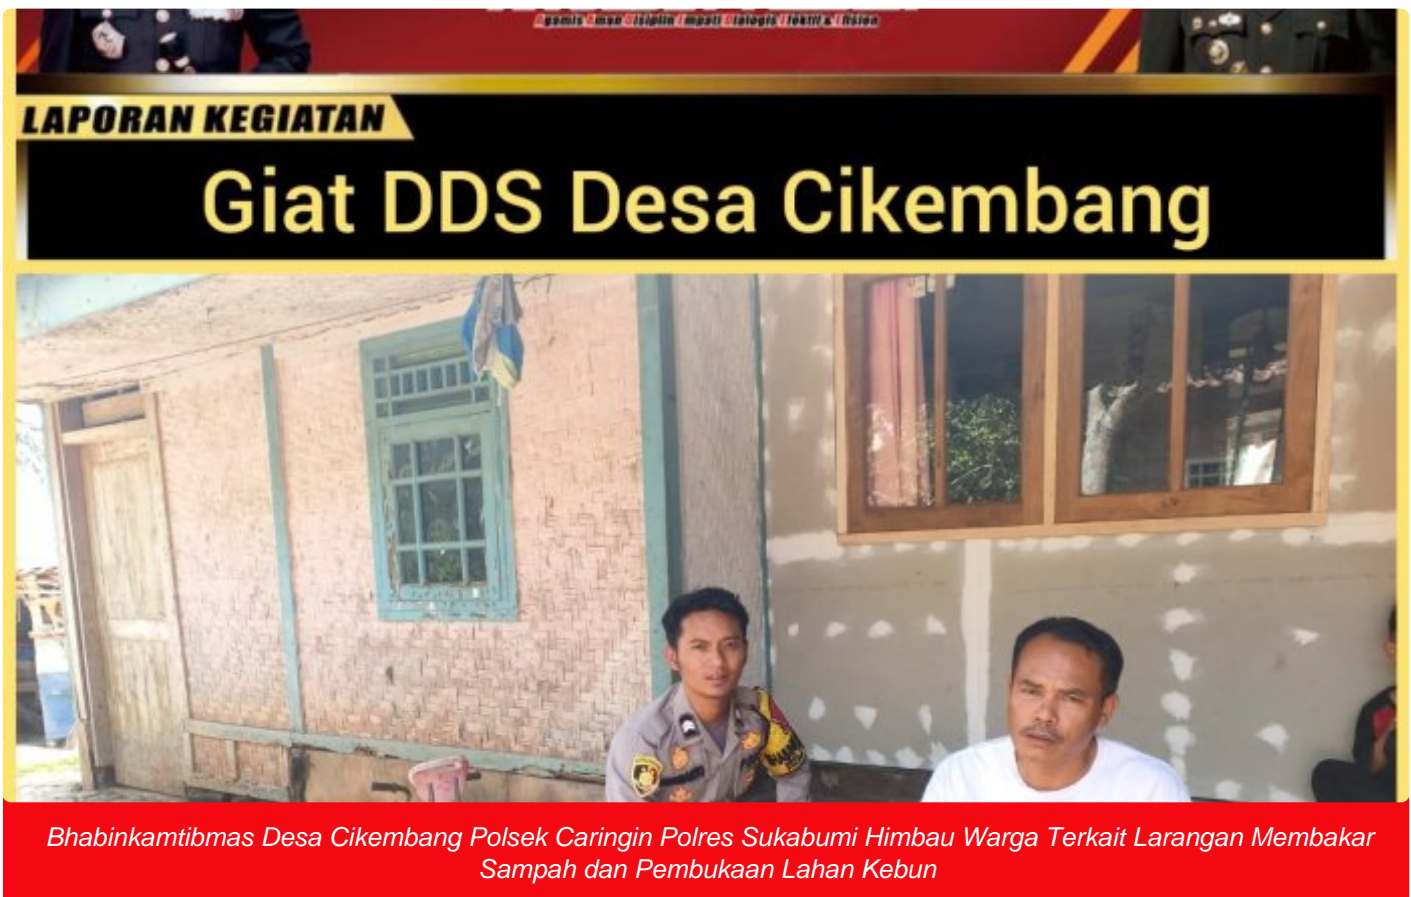 LAPORAN KEGIATAN
Giat DDS Desa Cikembang
Bhabinkamtibmas Desa Cikembang Polsek Caringin Polres Sukabumi Himbau Warga Terkait Larangan Membakar
Sampah dan Pembukaan Lahan Kebun